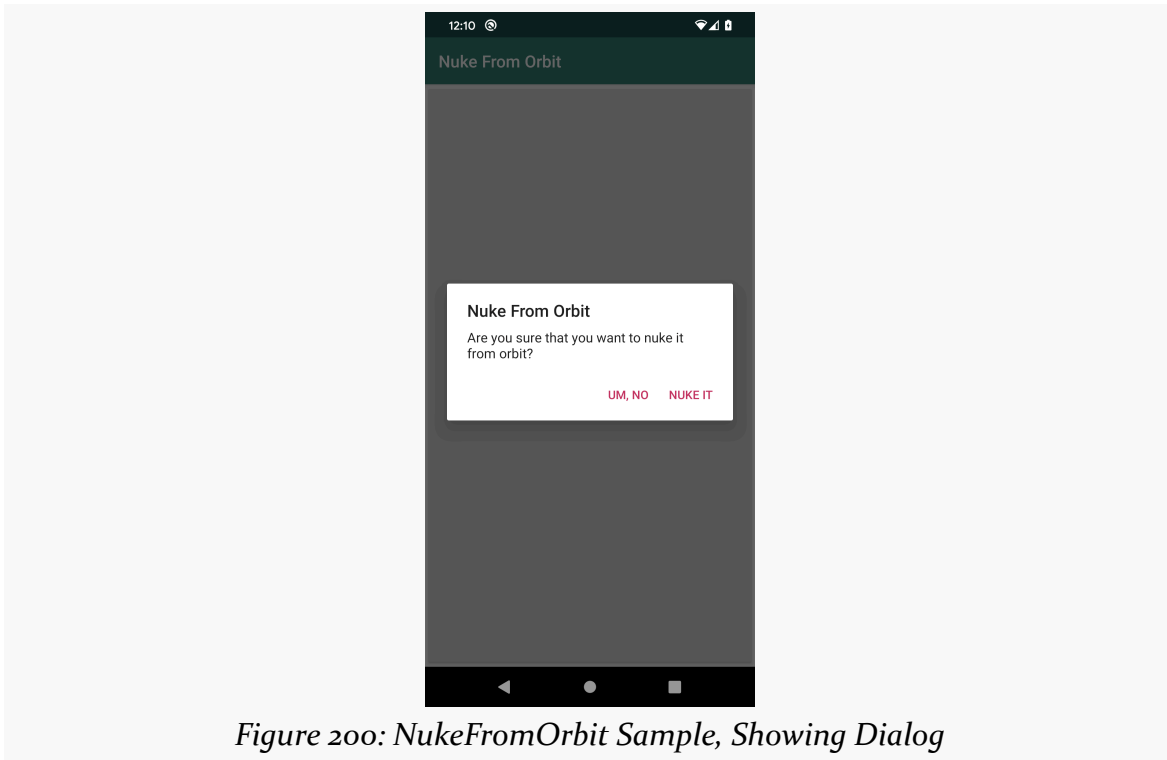 12:10
Nuke From Orbit
Nuke From Orbit
Are you sure that you want to nuke it
from orbit?
UM, NO NUKE IT
Figure 200: NukeFromOrbit Sample, Showing Dialog